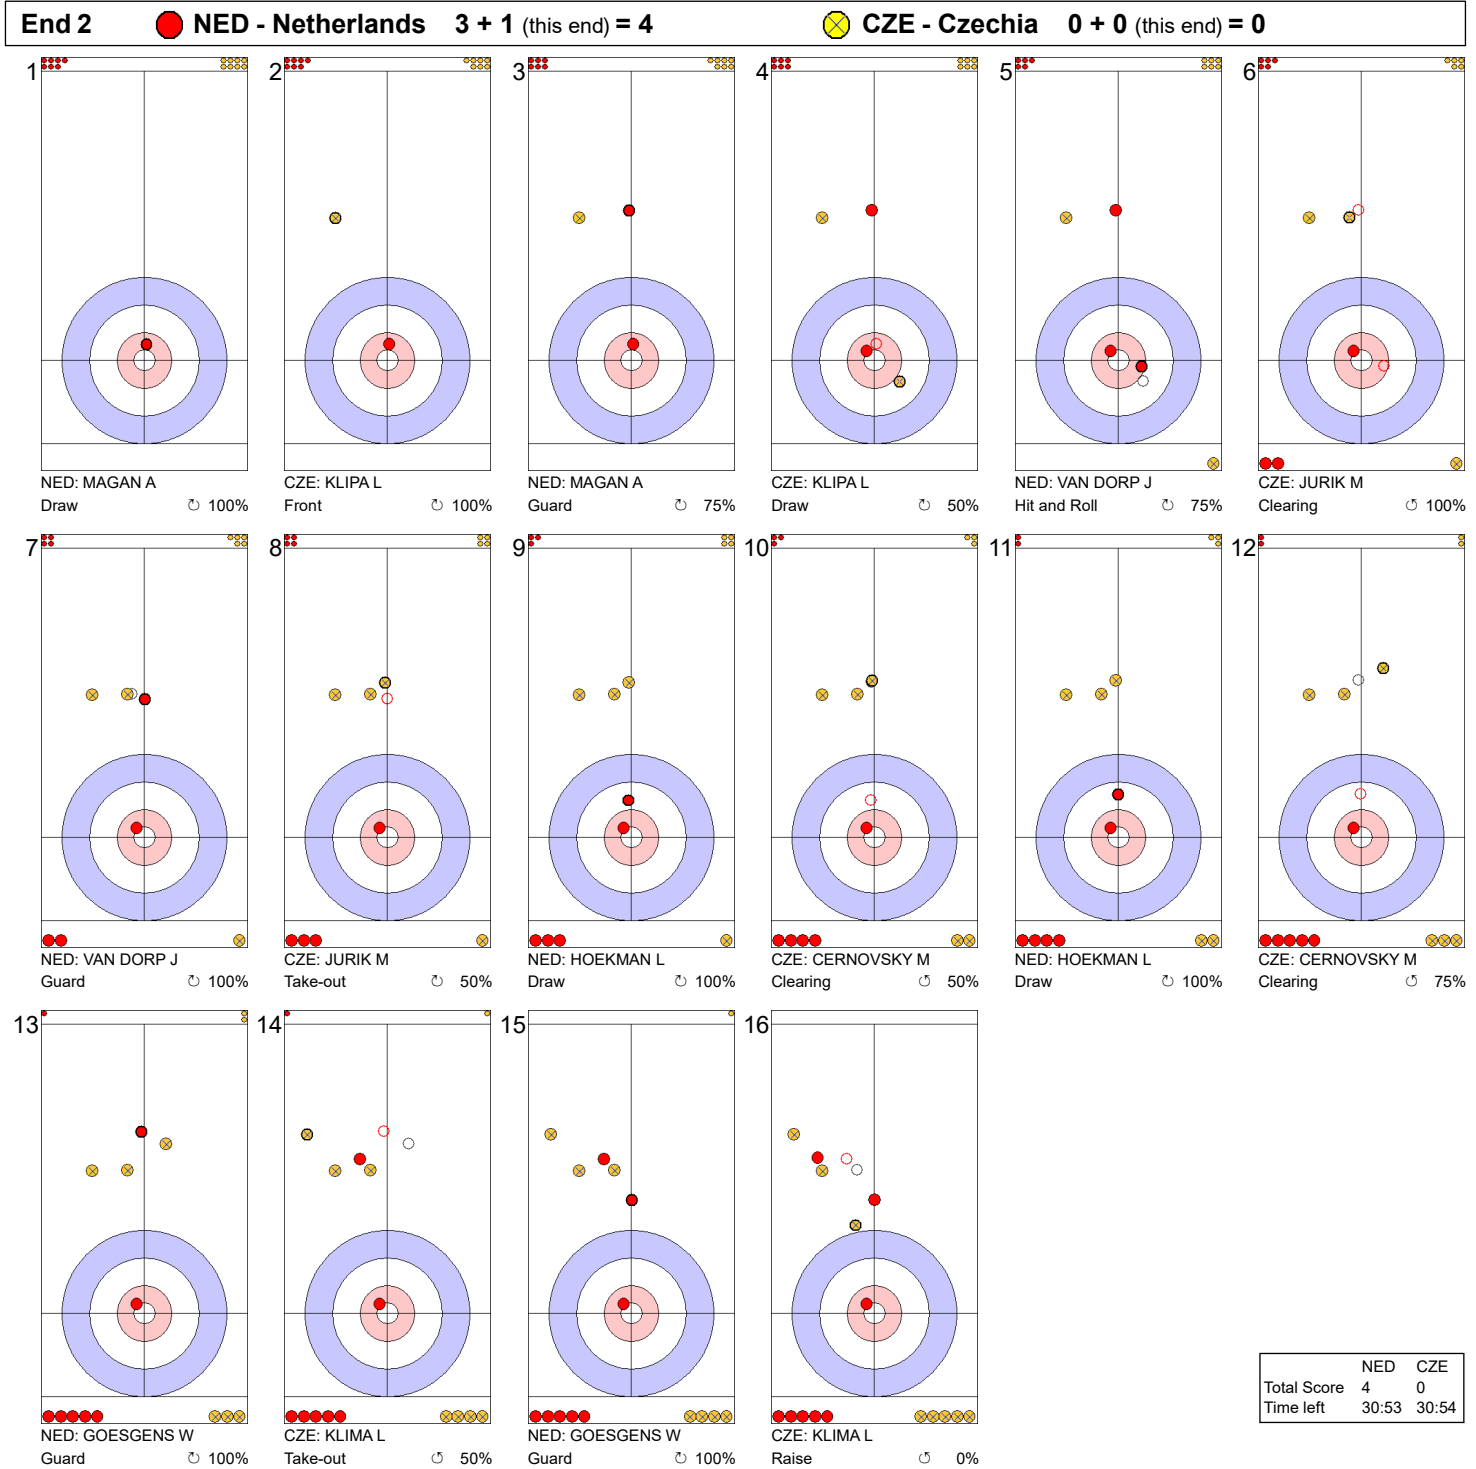 End 2 NED - Netherlands 3 + 1 (this end) = 4 CZE - Czechia 0 + 0 (this end) = 0
1 2 3 4 5 6
NED: MAGAN A CZE: KLIPA L NED: MAGAN A CZE: KLIPA L NED: VAN DORP J CZE: JURIK M
Draw ↻ 100% Front ↻ 100% Guard ↻ 75% Draw ↻ 50% Hit and Roll ↻ 75% Clearing ↺ 100%
7 8 9 10 11 12
NED: VAN DORP J CZE: JURIK M NED: HOEKMAN L CZE: CERNOVSKY M NED: HOEKMAN L CZE: CERNOVSKY M
Guard ↻ 100% Take-out ↺ 50% Draw ↻ 100% Clearing ↺ 50% Draw ↻ 100% Clearing ↺ 75%
13 14 15 16
NED: GOESGENS W CZE: KLIMA L NED: GOESGENS W CZE: KLIMA L
Guard ↻ 100% Take-out ↺ 50% Guard ↻ 100% Raise ↻ 0%
NED CZE
Total Score 4 0
Time left 30:53 30:54